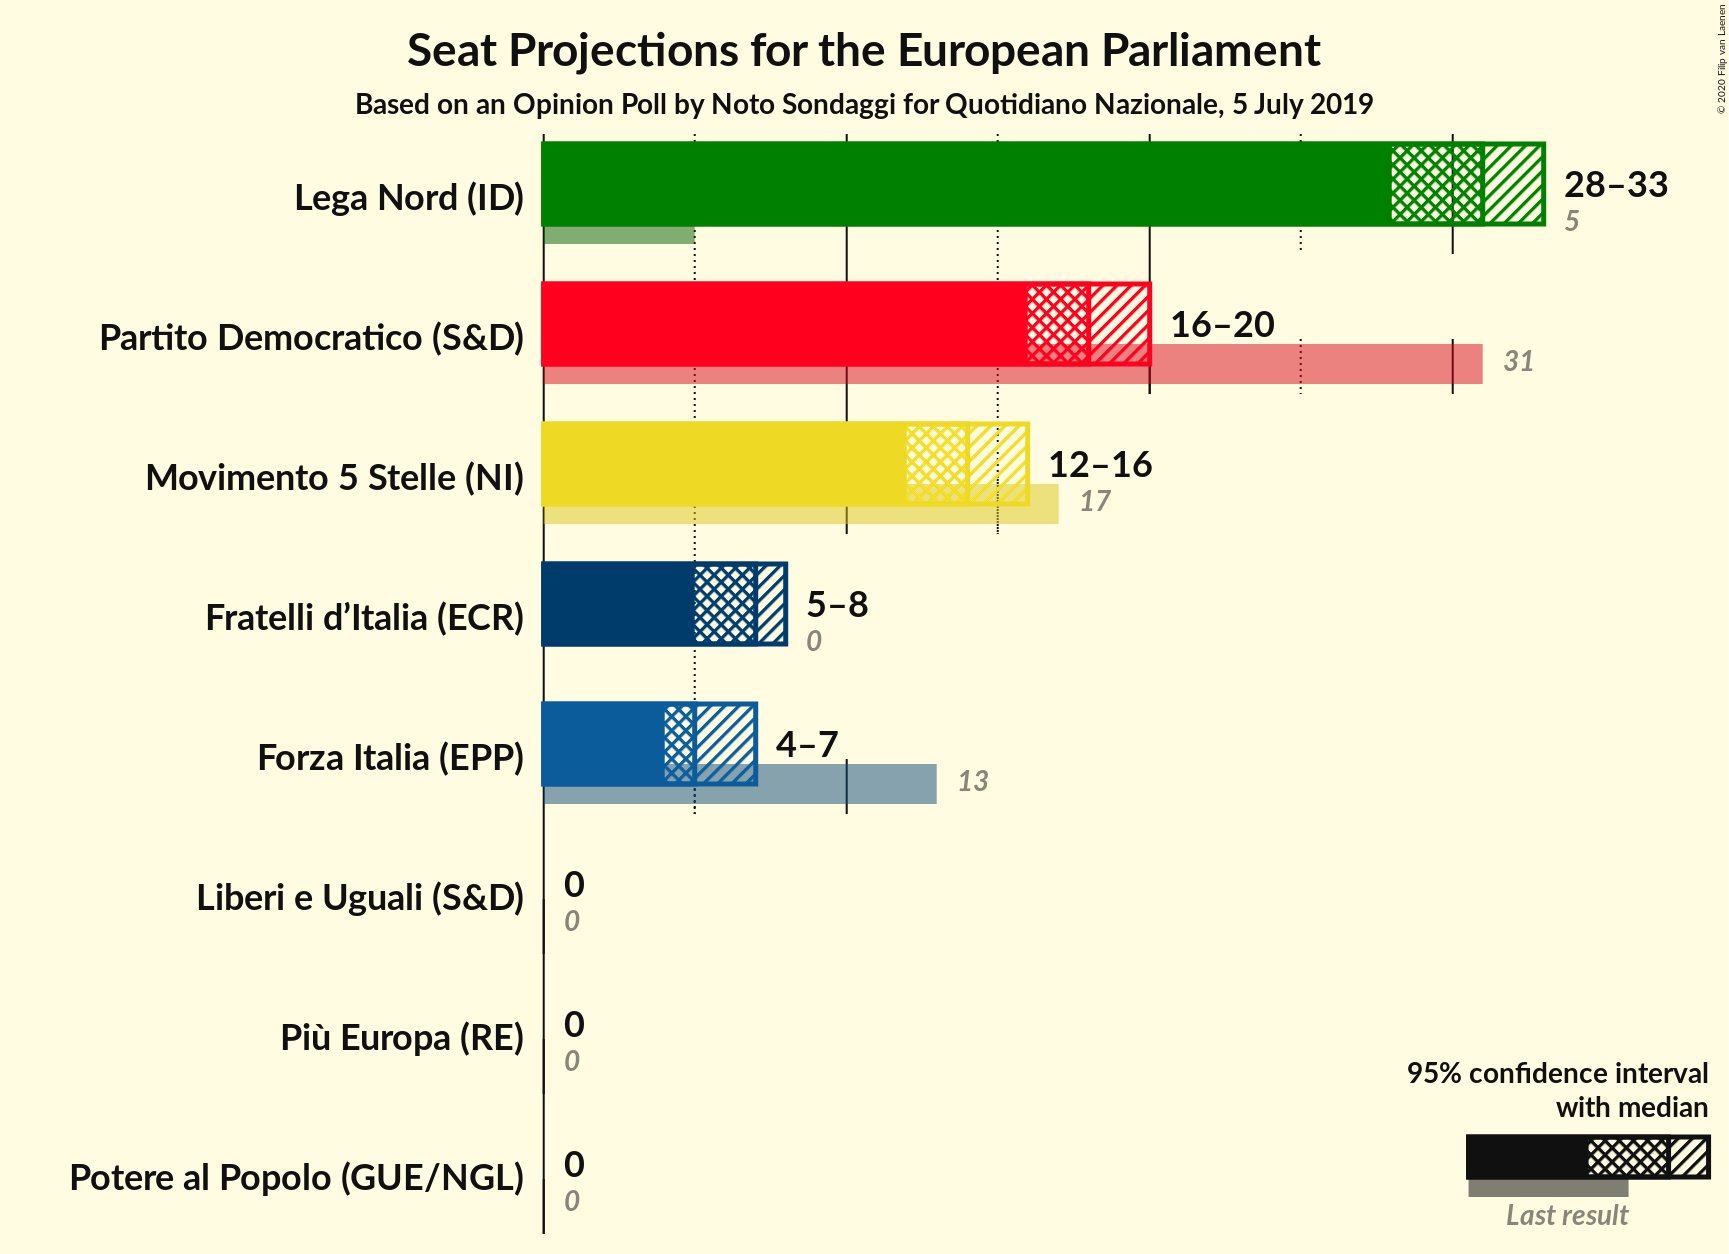 Seat Projections for the European Parliament
Based on an Opinion Poll by Noto Sondaggi for Quotidiano Nazionale, 5 July 2019
© 2020 Filip van Laenen
Lega Nord (ID)
28–33
5
Partito Democratico (S&D)
16–20
31
Movimento 5 Stelle (NI)
12–16
17
Fratelli d’Italia (ECR)
5–8
0
Forza Italia (EPP)
4–7
13
Liberi e Uguali (S&D)
0
0
Più Europa (RE)
0
0
Potere al Popolo (GUE/NGL)
0
0
95% confidence interval
with median
Last result